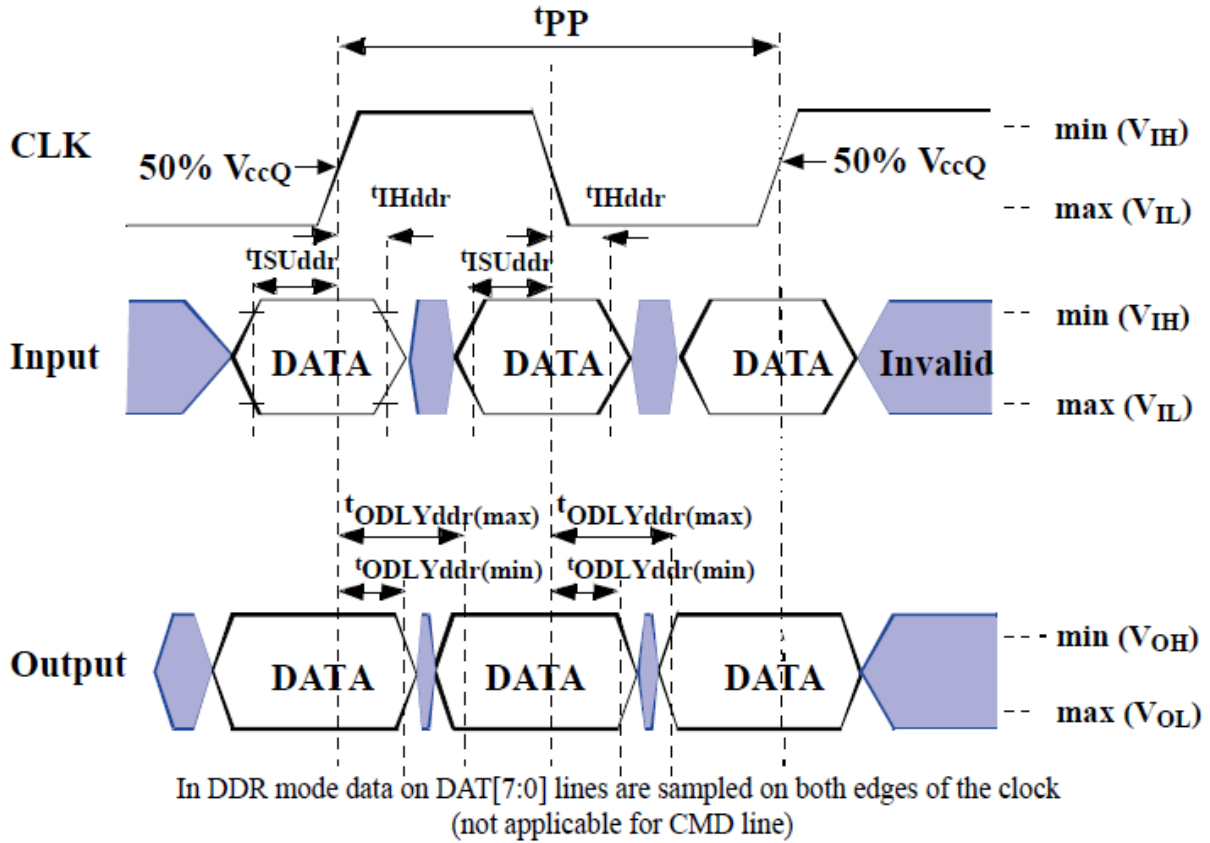 tPP
CLK
50% VccQ
50% VccQ
min (VIH)
max (VIL)
tIHddr
tIHddr
tISUddr
tISUddr
Input
DATA
DATA
DATA
Invalid
min (VIH)
max (VIL)
tODLYddr(max)
tODLYddr(max)
tODLYddr(min)
tODLYddr(min)
Output
DATA
DATA
DATA
min (VOH)
max (VOL)
In DDR mode data on DAT[7:0] lines are sampled on both edges of the clock
(not applicable for CMD line)